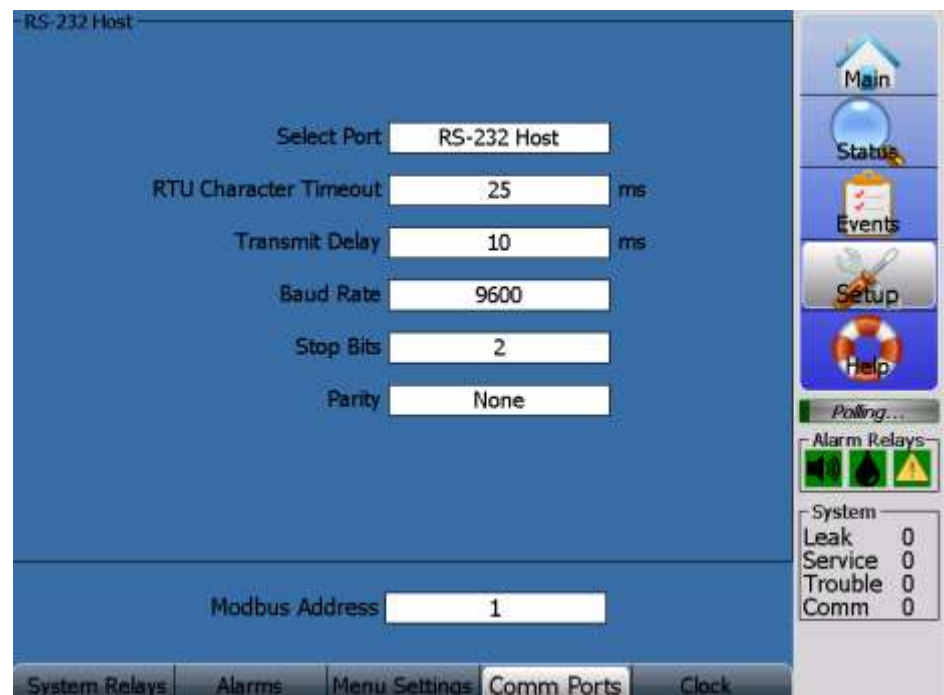 RS-232 Host
Select Port RS-232 Host
RTU Character Timeout 25 ms
Transmit Delay 10 ms
Baud Rate 9600
Stop Bits 2
Parity None
Modbus Address 1
System Relays Alarms Menu Settings Comm Ports Clock
Main
Status
Events
Setup
Help
Polling...
Alarm Relays
System
Leak 0
Service 0
Trouble 0
Comm 0